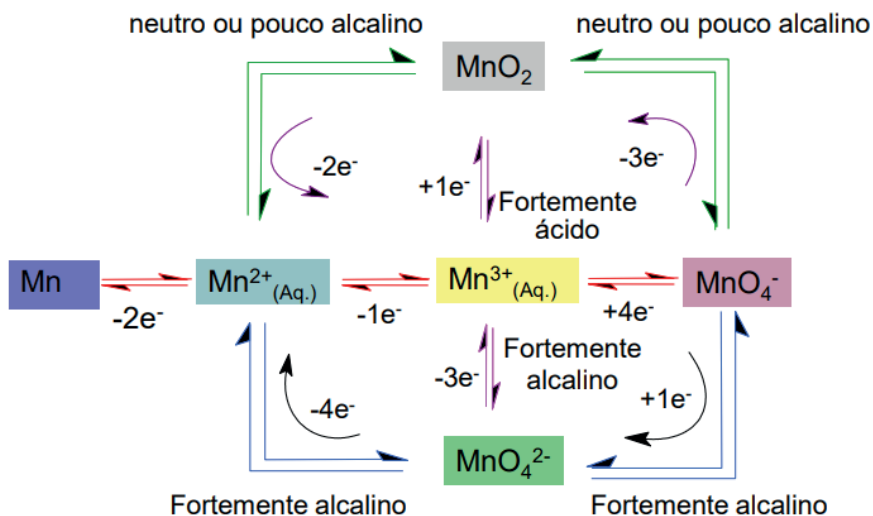 neutro ou pouco alcalino
neutro ou pouco alcalino
MnO₂
-2e⁻
+1e⁻
-3e⁻
Fortemente
ácido
Mn
Mn²⁺(Aq.)
Mn³⁺(Aq.)
MnO₄⁻
-2e⁻
-1e⁻
+4e⁻
-3e⁻
Fortemente
alcalino
-4e⁻
+1e⁻
MnO₄²⁻
Fortemente alcalino
Fortemente alcalino